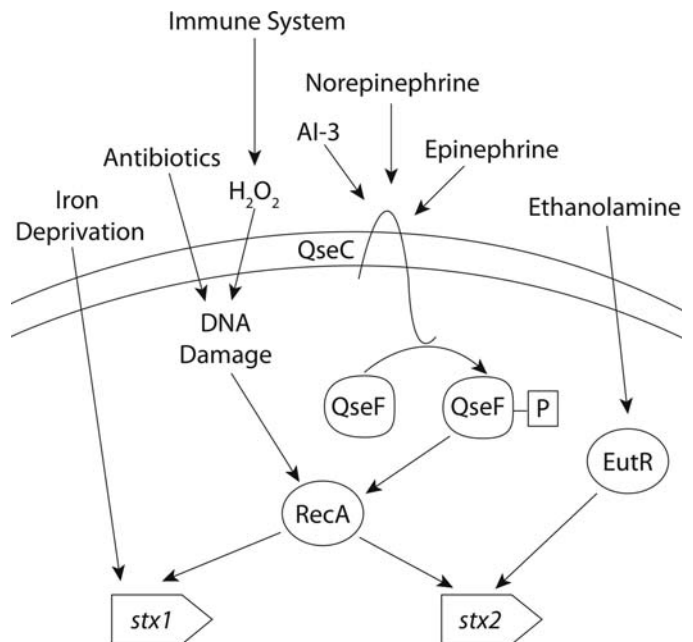 Immune System
Norepinephrine
AI-3
Antibiotics
Epinephrine
H₂O₂
Iron
Deprivation
Ethanolamine
QseC
DNA
Damage
QseF
QseF
P
EutR
RecA
stx1
stx2